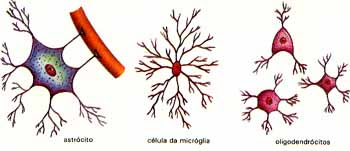 astrócito
célula da micróglia
oligodendrócitos